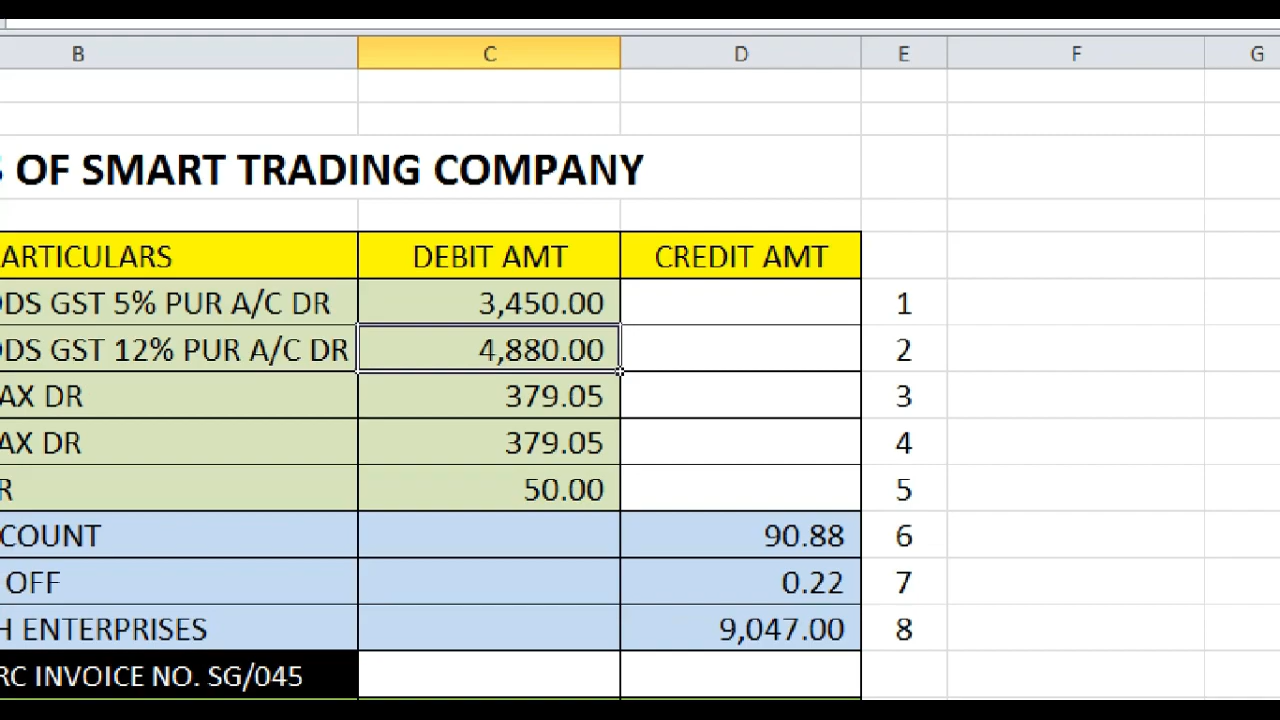 B C D E F G
OF SMART TRADING COMPANY
ARTICULARS DEBIT AMT CREDIT AMT
ODS GST 5% PUR A/C DR 3,450.00 1
ODS GST 12% PUR A/C DR 4,880.00 2
AX DR 379.05 3
AX DR 379.05 4
R 50.00 5
COUNT 90.88 6
OFF 0.22 7
H ENTERPRISES 9,047.00 8
RC INVOICE NO. SG/045